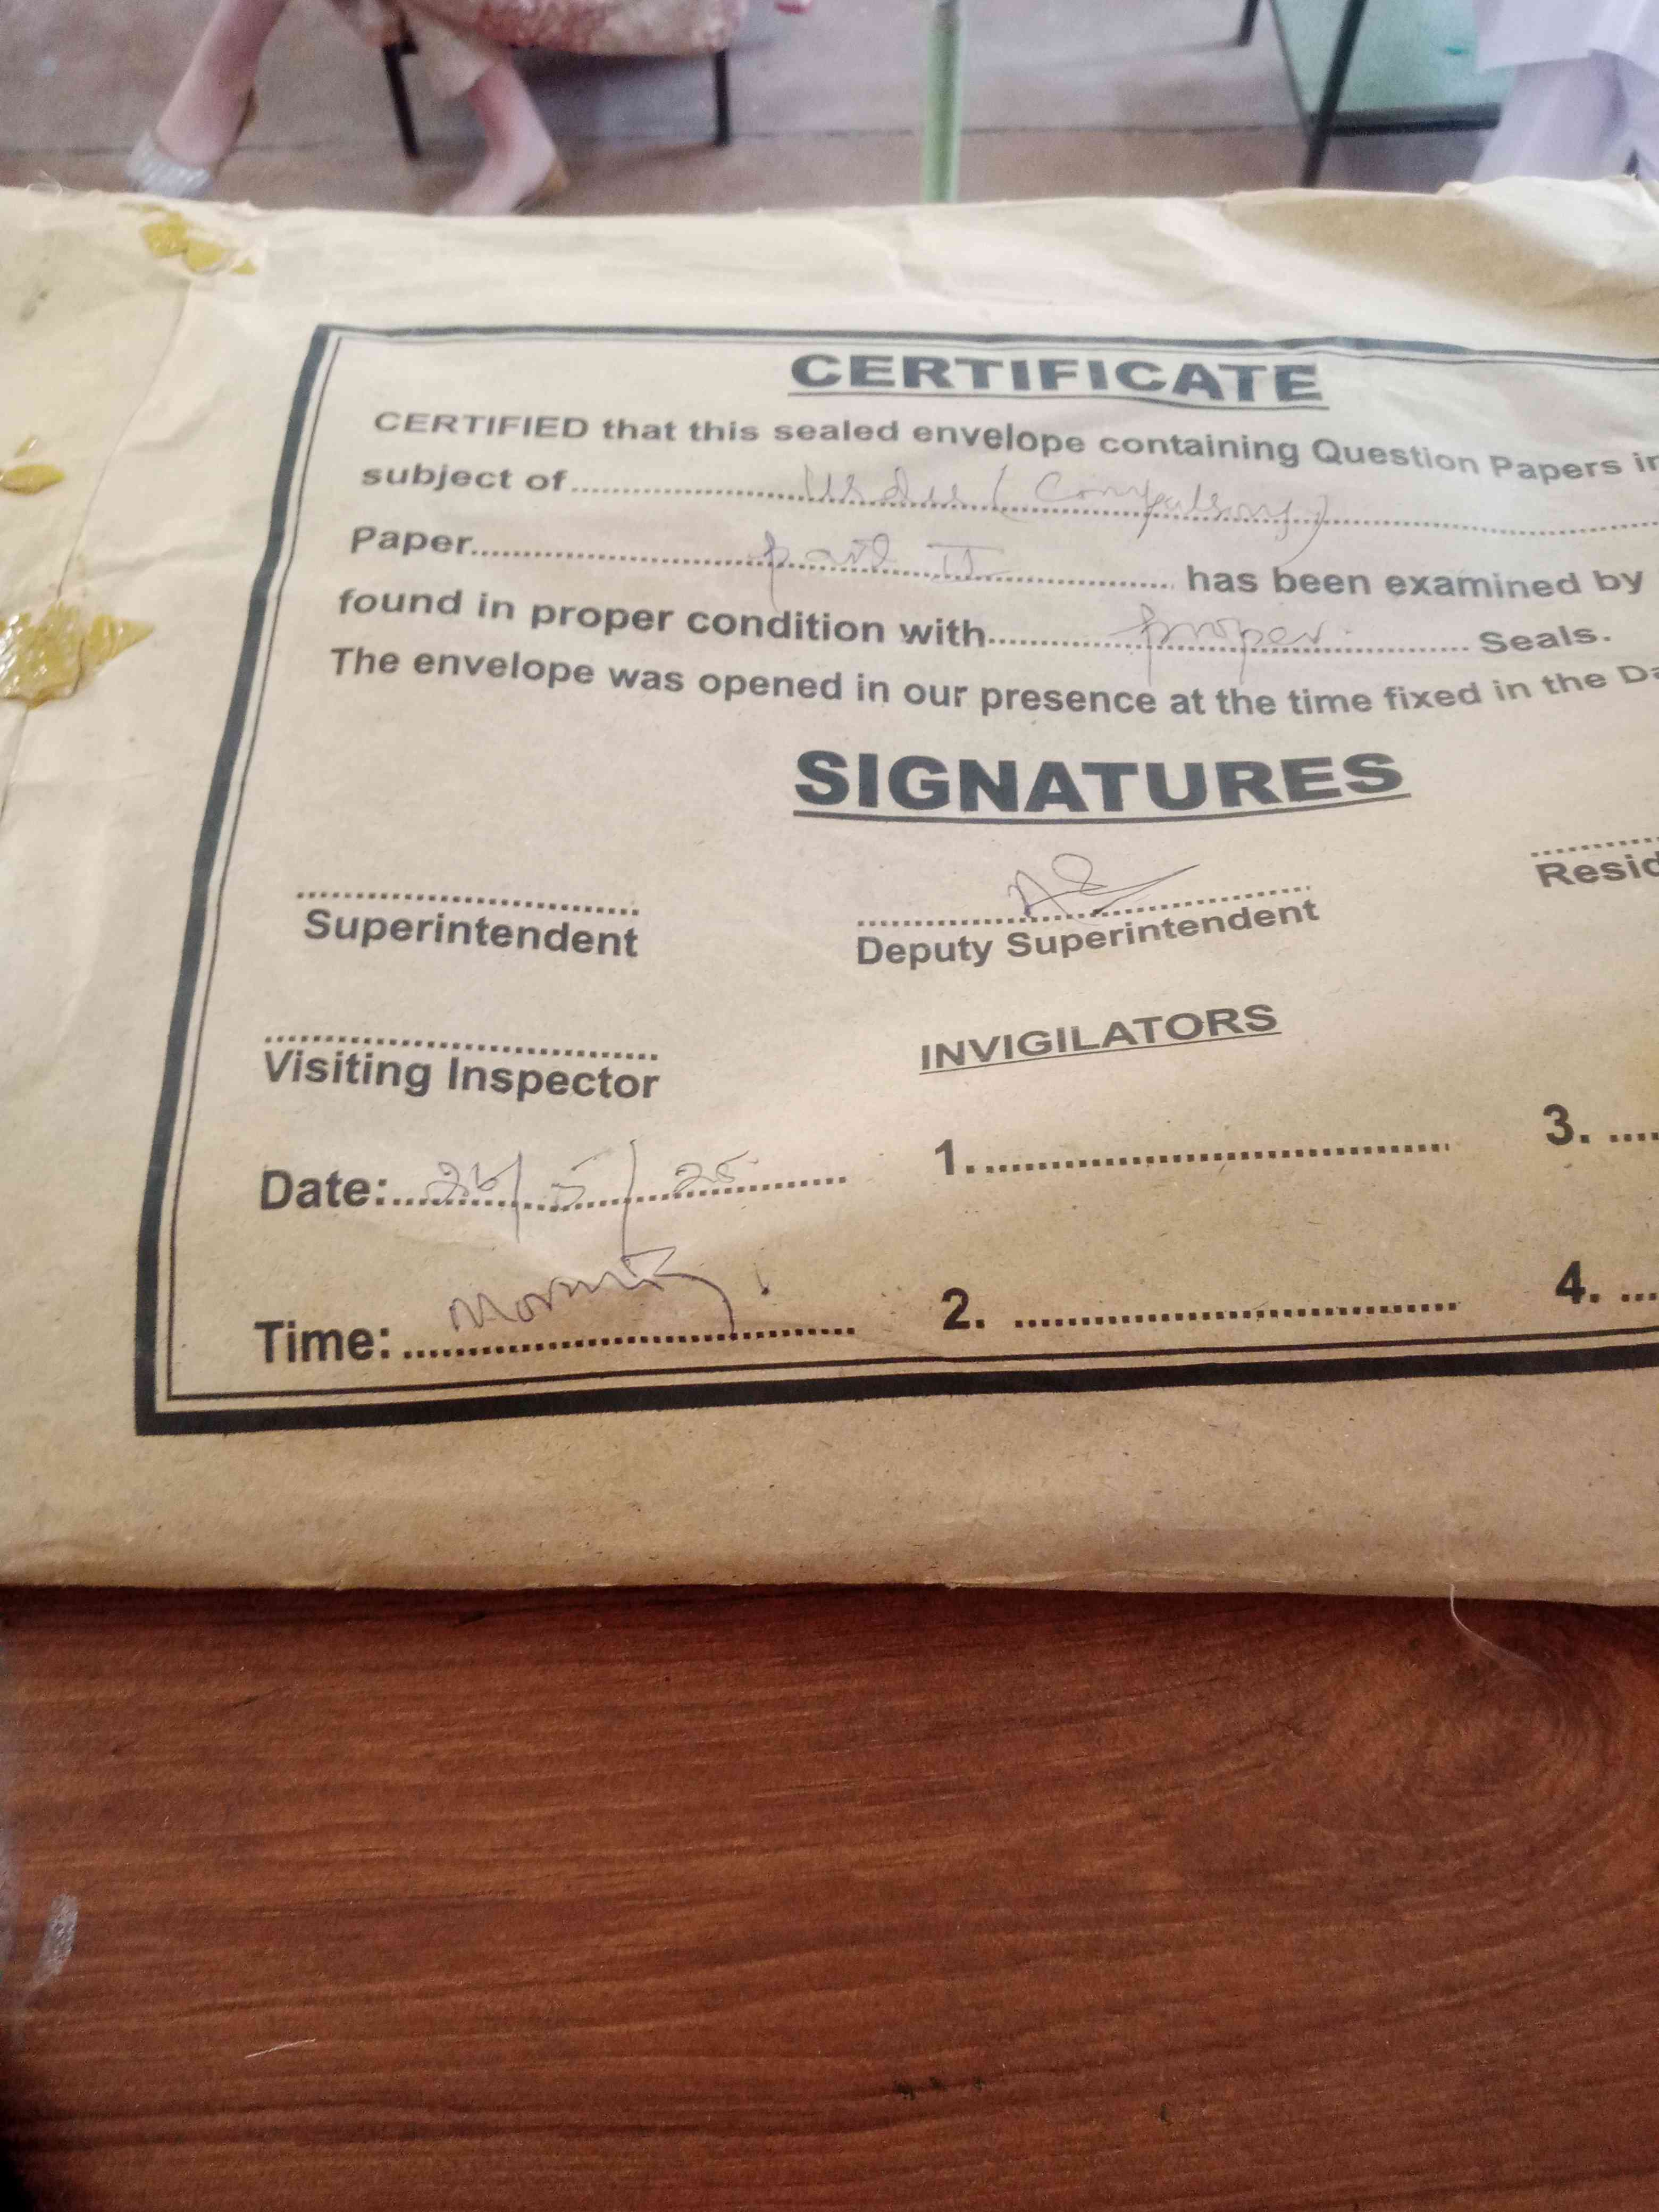 CERTIFICATE
CERTIFIED that this sealed envelope containing Question Papers in
subject of........................Urdu (Compulsory)........................
Paper........................part II........................ has been examined by
found in proper condition with............proper............ Seals.
The envelope was opened in our presence at the time fixed in the Da
SIGNATURES
Superintendent
Deputy Superintendent
Resid
Visiting Inspector
INVIGILATORS
Date: 26/5/25
1.
3.
Time: Morning
2.
4.